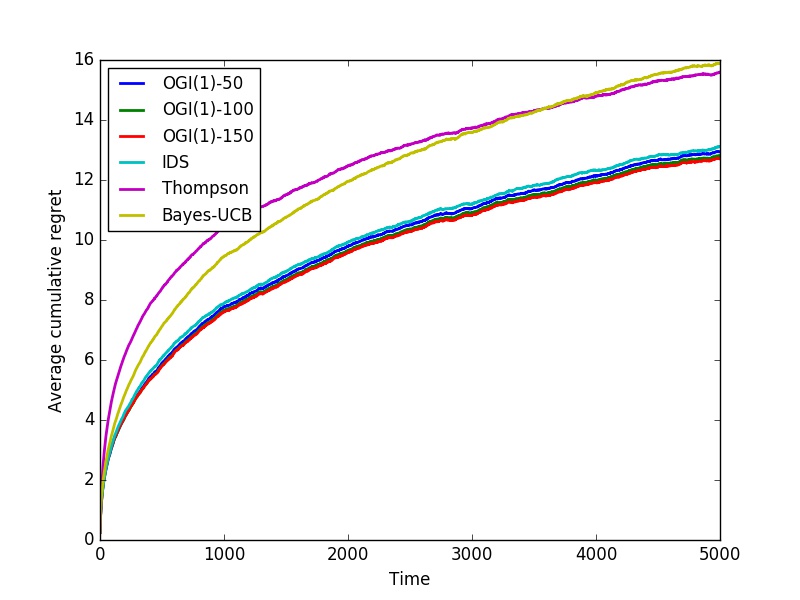 16
14
12
10
8
6
4
2
0
Average cumulative regret
OGI(1)-50
OGI(1)-100
OGI(1)-150
IDS
Thompson
Bayes-UCB
0 1000 2000 3000 4000 5000
Time